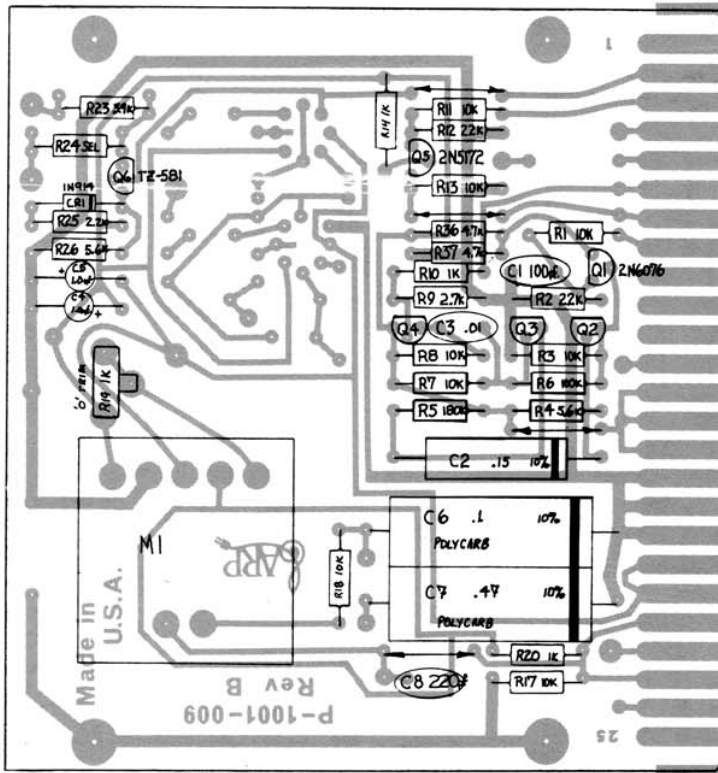 1
R23 3.9K
R11 10K
R14 1K
R12 22K
R24 SEL
Q5 2N5172
Q6 TZ-581
R13 10K
1N914
CR1
R25 2.2K
R36 4.7K
R1 10K
R26 5.6K
R37 4.7K
R10 1K
C1 100pf
Q1 2N6076
C5
+
R9 2.7K
R2 22K
C4
+
Q4
C3 .01
Q3
Q2
R8 10K
R3 10K
"0" TRIM
R19 1K
R7 10K
R6 100K
R5 180K
R4 5.6K
C2 .15 10%
C6 .1 10%
POLYCARB
M1
ARP
R18 10K
C7 .47 10%
POLYCARB
Made in
U.S.A.
R20 1K
C8 220pf
R17 10K
Rev B
P-1001-009
25